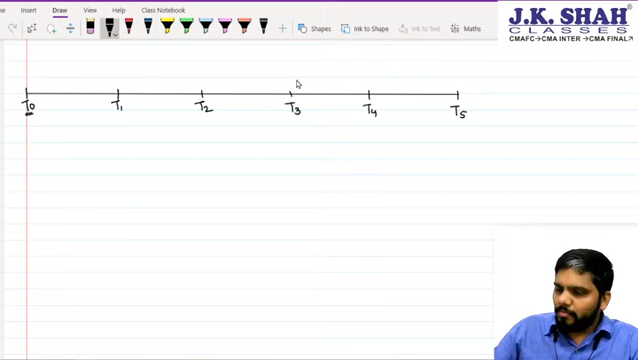 Insert Draw View Help Class Notebook
Shapes Ink to Shape Ink to Text Maths
J.K. SHAH
CLASSES
CMAFC→CMA INTER→CMA FINAL↗
T0 T1 T2 T3 T4 T5